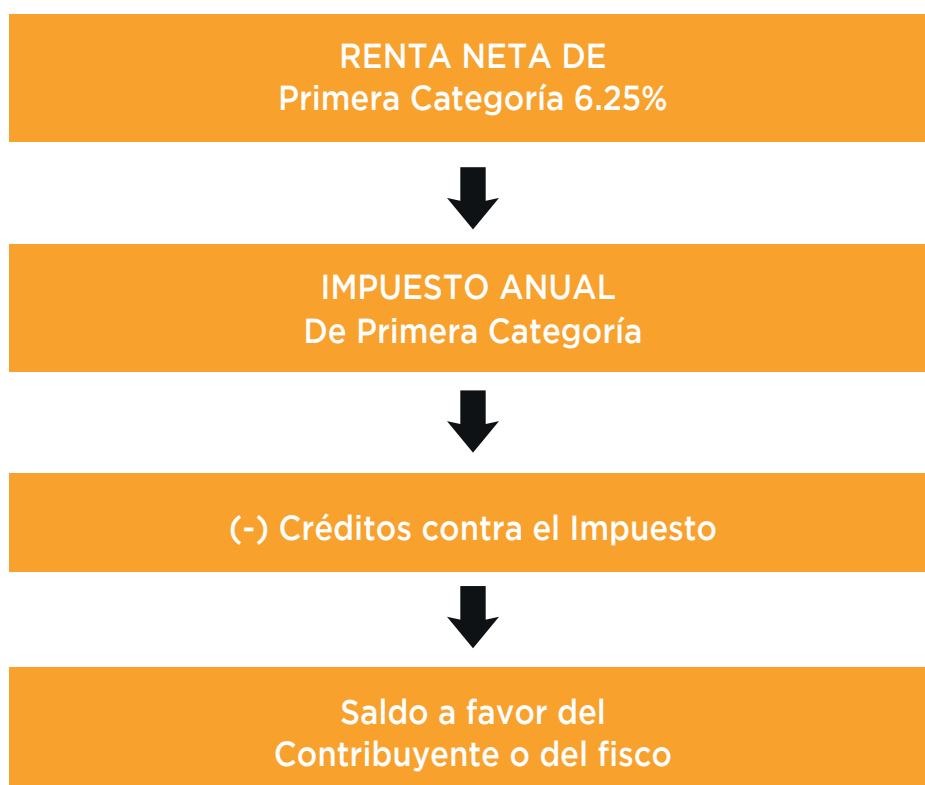 RENTA NETA DE
Primera Categoría 6.25%
IMPUESTO ANUAL
De Primera Categoría
(-) Créditos contra el Impuesto
Saldo a favor del
Contribuyente o del fisco